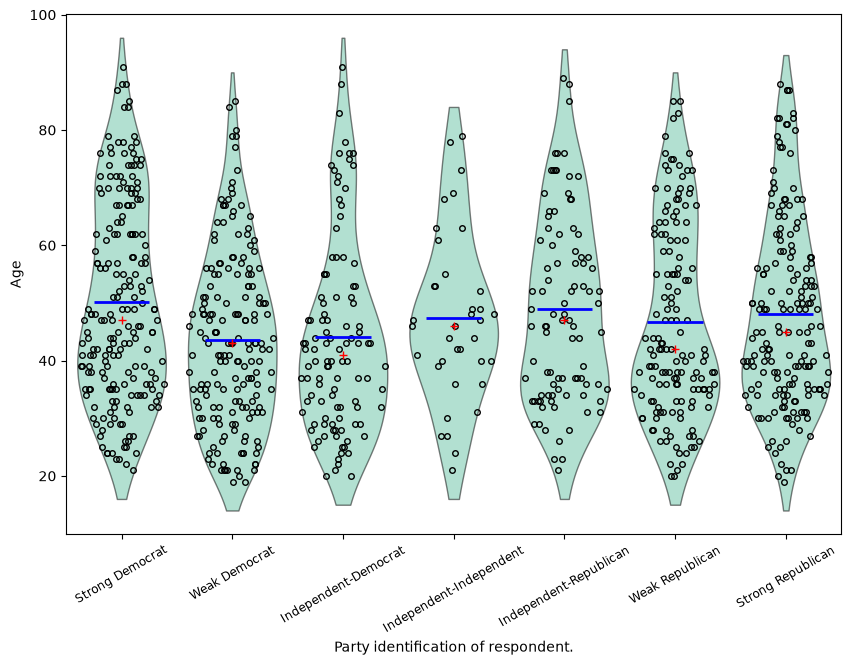 100
80
60
40
20
Age
Strong Democrat
Weak Democrat
Independent-Democrat
Independent-Independent
Independent-Republican
Weak Republican
Strong Republican
Party identification of respondent.